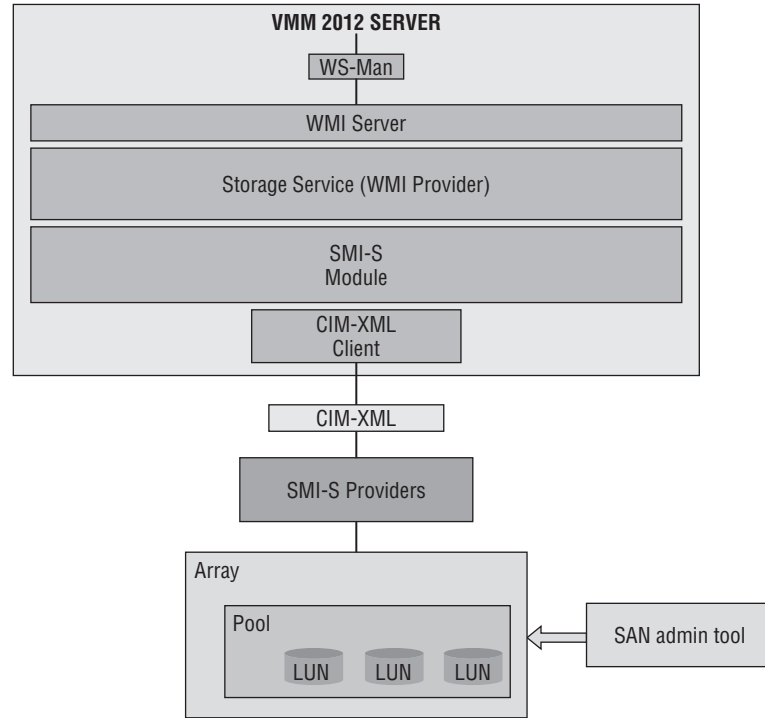 VMM 2012 SERVER
WS-Man
WMI Server
Storage Service (WMI Provider)
SMI-S
Module
CIM-XML
Client
CIM-XML
SMI-S Providers
Array
Pool
LUN LUN LUN
SAN admin tool